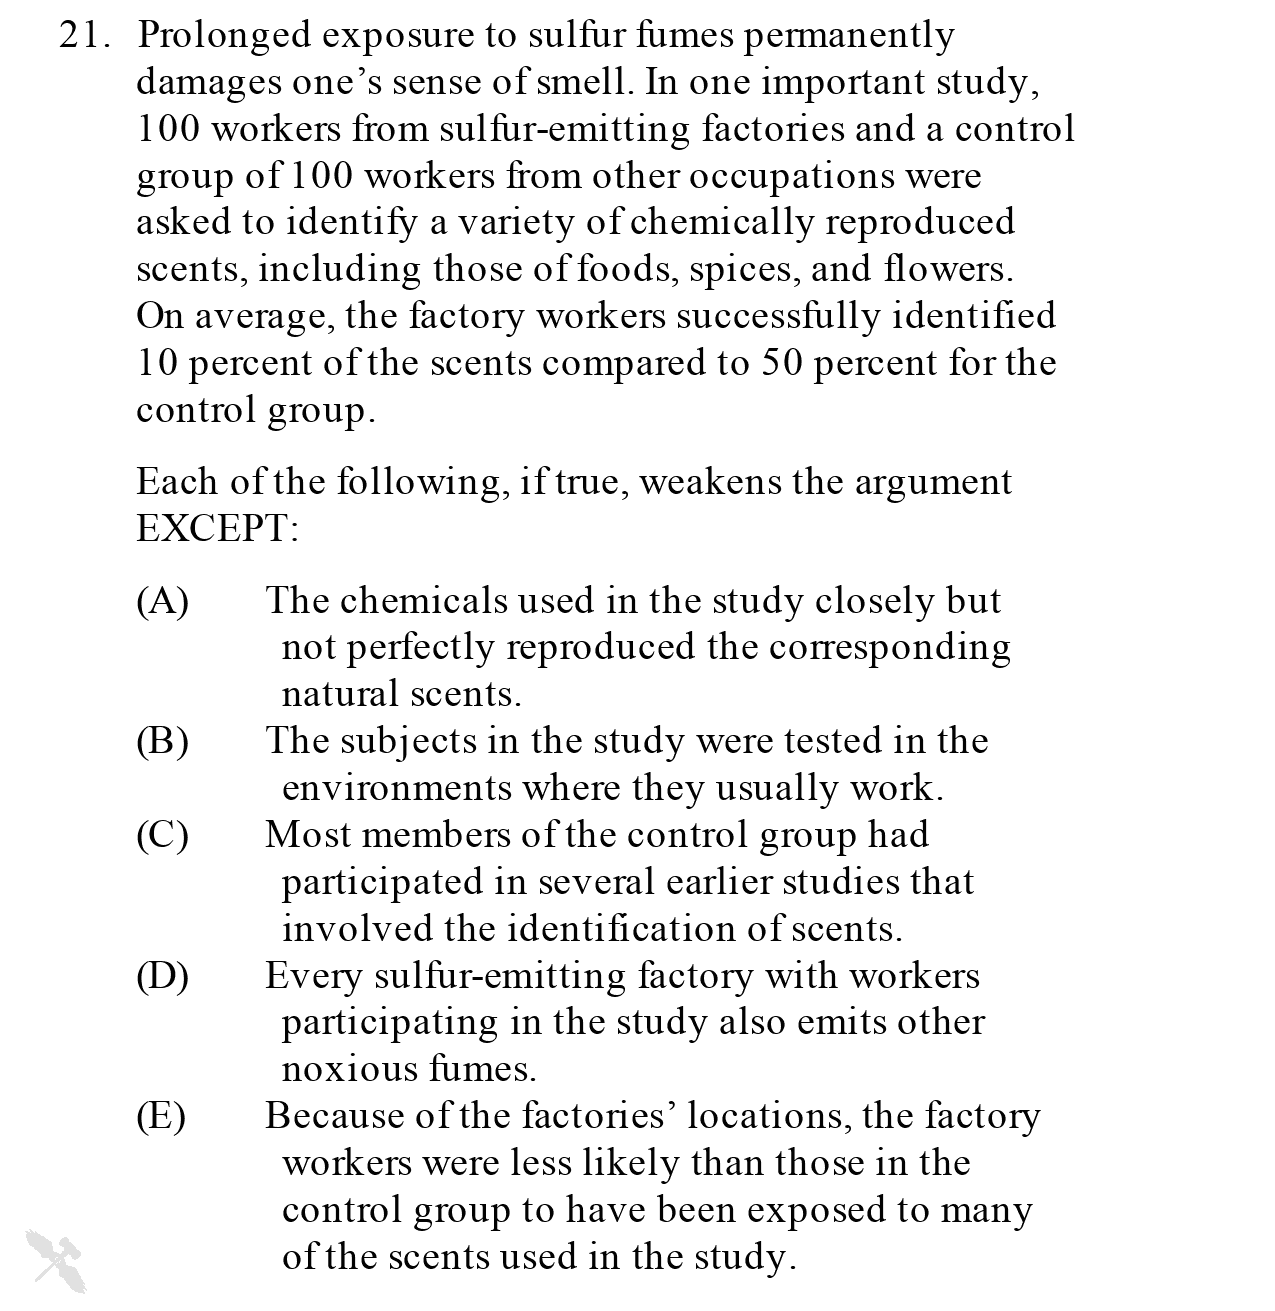 21. Prolonged exposure to sulfur fumes permanently
damages one’s sense of smell. In one important study,
100 workers from sulfur-emitting factories and a control
group of 100 workers from other occupations were
asked to identify a variety of chemically reproduced
scents, including those of foods, spices, and flowers.
On average, the factory workers successfully identified
10 percent of the scents compared to 50 percent for the
control group.
Each of the following, if true, weakens the argument
EXCEPT:
(A) The chemicals used in the study closely but
not perfectly reproduced the corresponding
natural scents.
(B) The subjects in the study were tested in the
environments where they usually work.
(C) Most members of the control group had
participated in several earlier studies that
involved the identification of scents.
(D) Every sulfur-emitting factory with workers
participating in the study also emits other
noxious fumes.
(E) Because of the factories’ locations, the factory
workers were less likely than those in the
control group to have been exposed to many
of the scents used in the study.